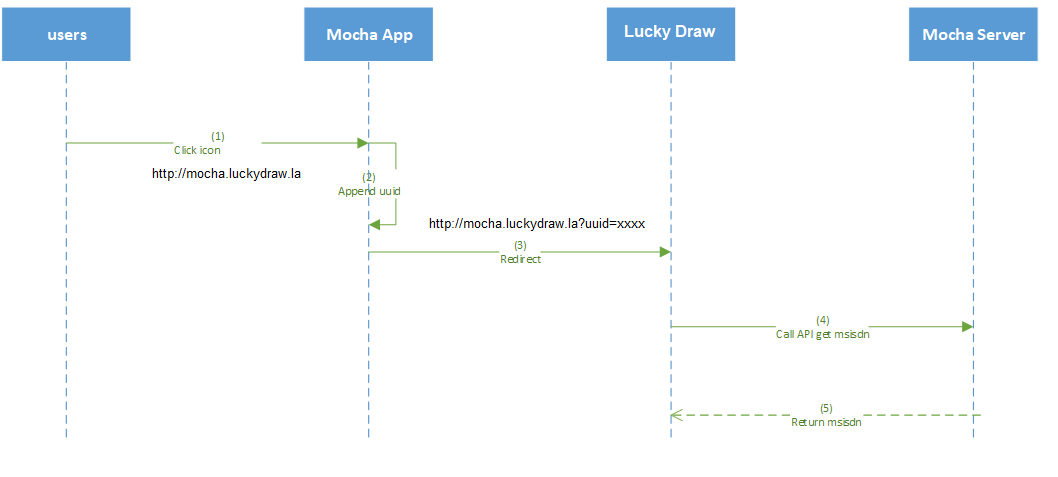 users
Mocha App
Lucky Draw
Mocha Server
(1)
Click icon
http://mocha.luckydraw.la
(2)
Append uuid
http://mocha.luckydraw.la?uuid=xxxx
(3)
Redirect
(4)
Call API get msisdn
(5)
Return msisdn